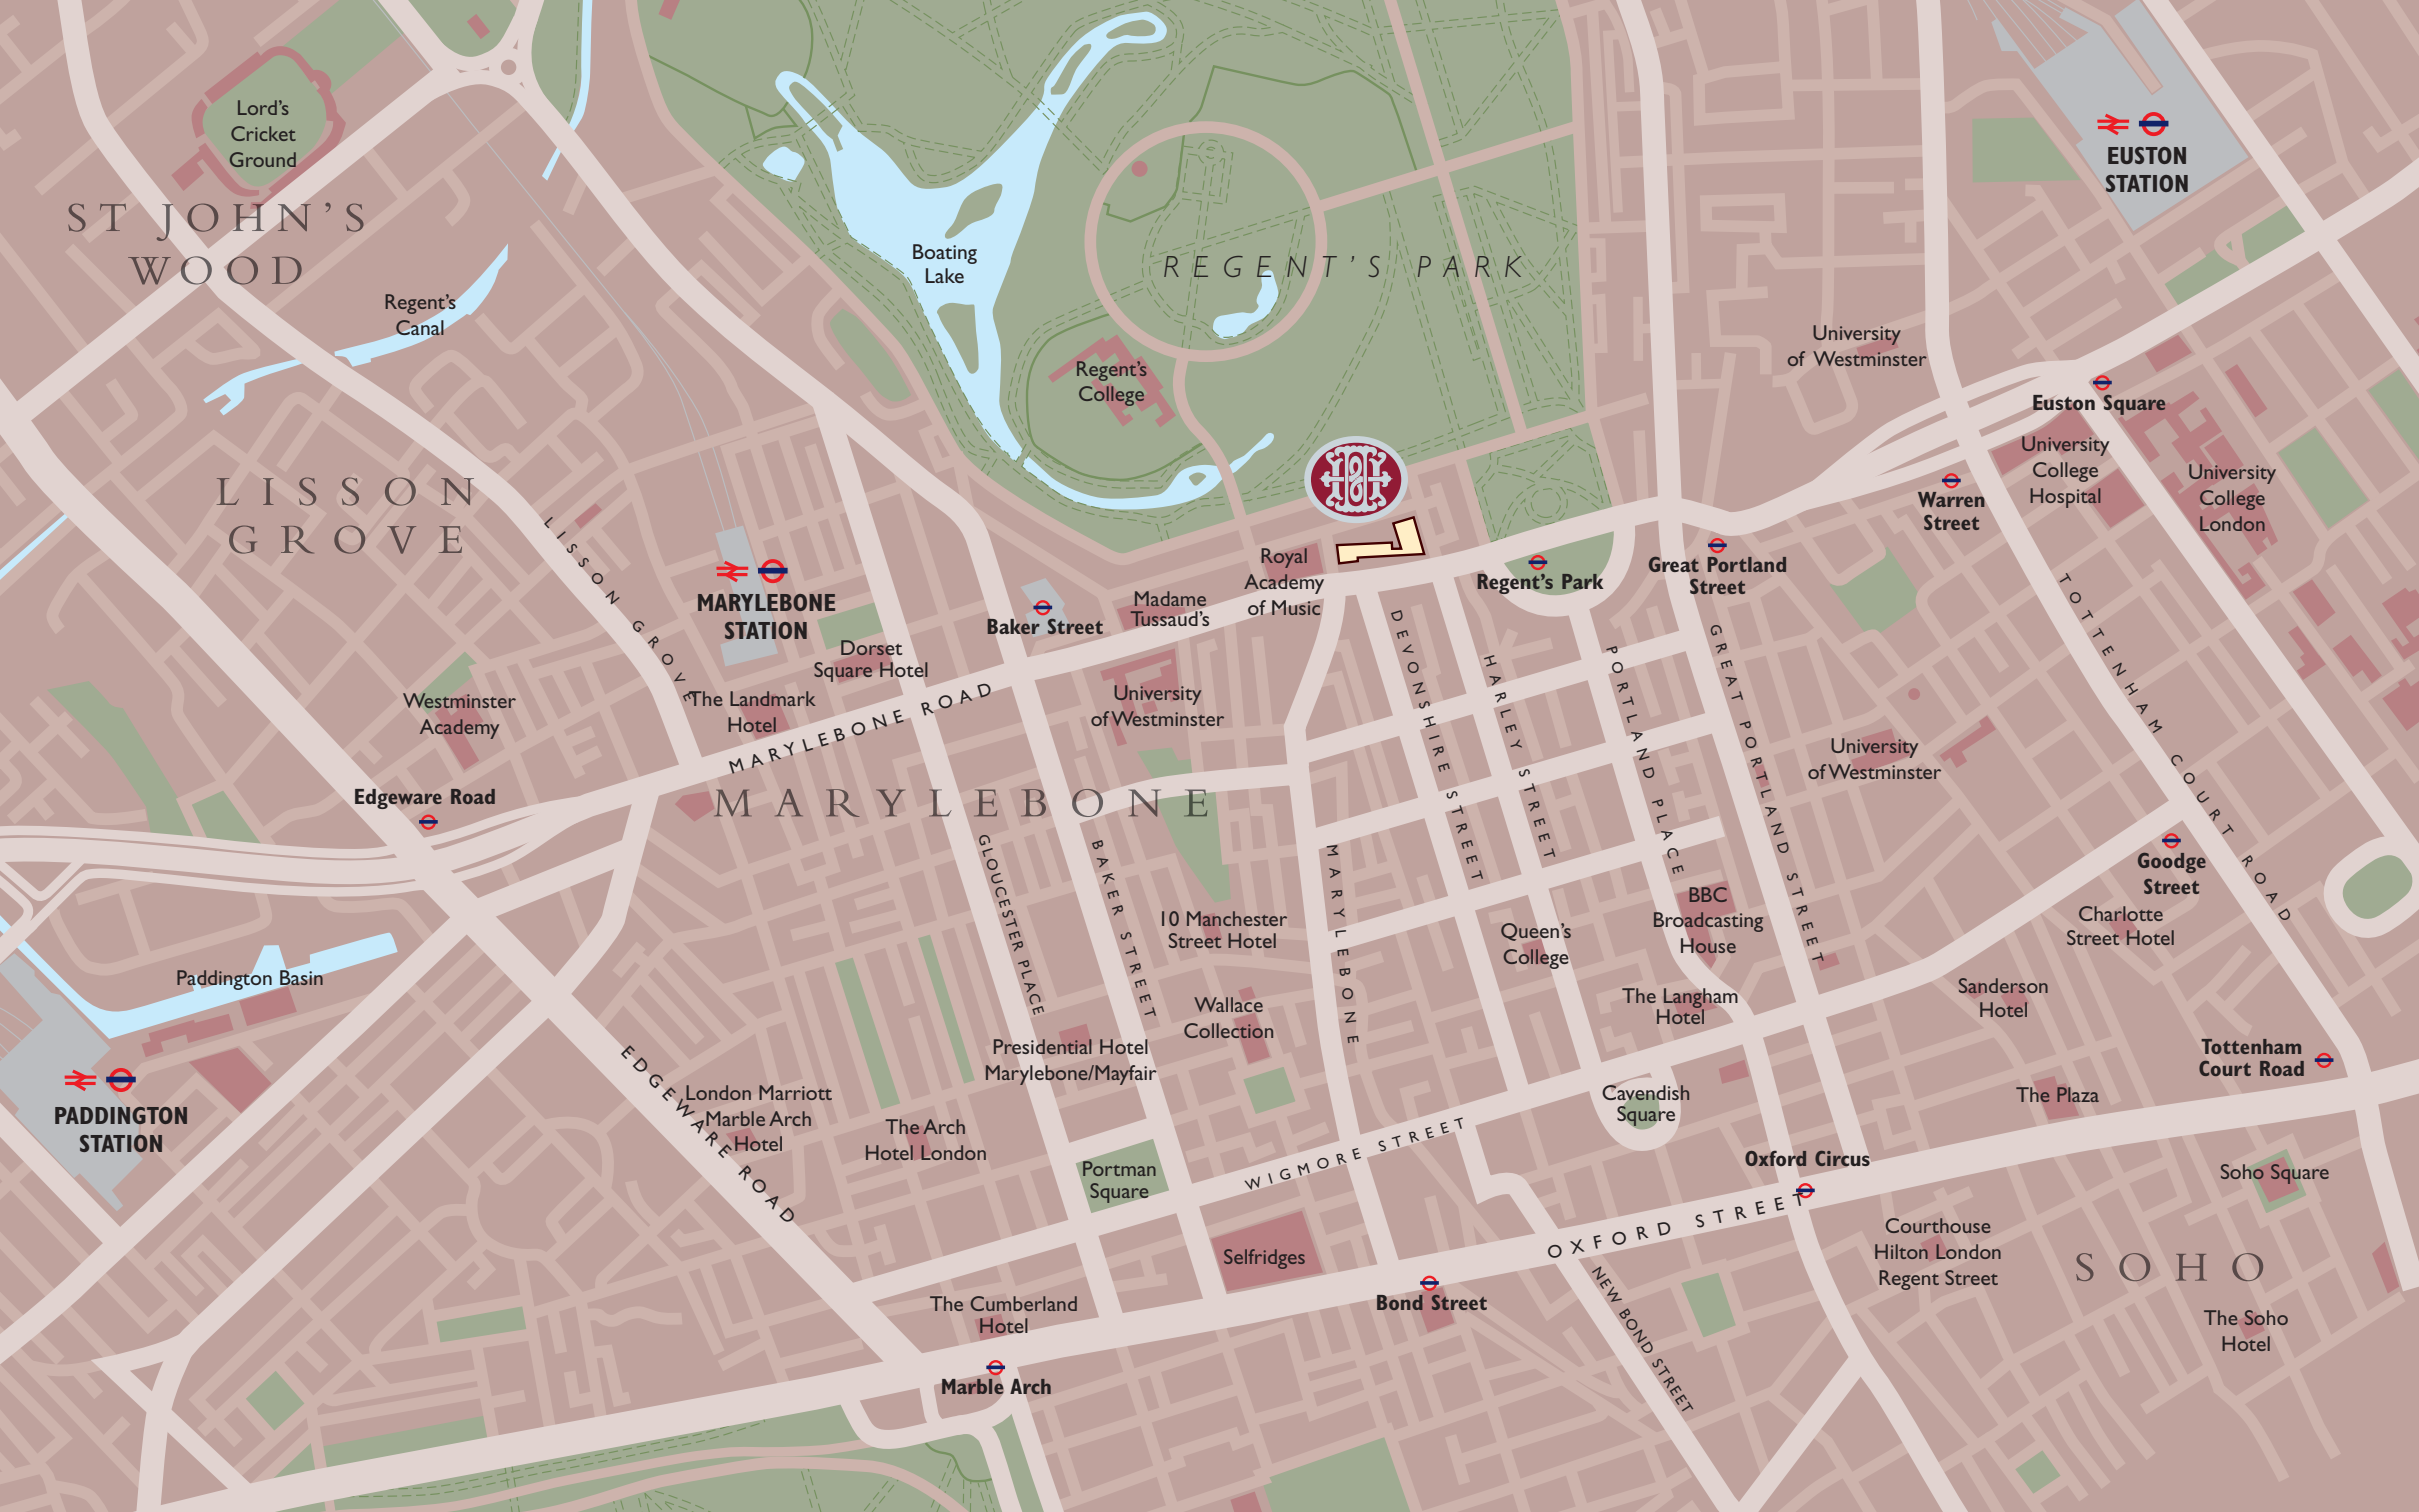 Lord's
Cricket
Ground
ST JOHN'S
WOOD
Regent's
Canal
Boating
Lake
REGENT'S PARK
Regent's
College
EUSTON
STATION
University
of Westminster
Euston Square
University
College
Hospital
University
College
London
Warren
Street
LISSON
GROVE
LISSON GROVE
MARYLEBONE
STATION
Dorset
Square Hotel
The Landmark
Hotel
Baker Street
Madame
Tussaud's
Royal
Academy
of Music
Regent's Park
Great Portland
Street
Westminster
Academy
MARYLEBONE ROAD
University
of Westminster
DEVONSHIRE STREET
HARLEY STREET
PORTLAND PLACE
GREAT PORTLAND STREET
University
of Westminster
TOTTENHAM COURT ROAD
Edgeware Road
MARYLEBONE
GLOUCESTER PLACE
BAKER STREET
MARYLEBONE
10 Manchester
Street Hotel
Queen's
College
BBC
Broadcasting
House
Goodge
Street
Charlotte
Street Hotel
Paddington Basin
Wallace
Collection
The Langham
Hotel
Sanderson
Hotel
Presidential Hotel
Marylebone/Mayfair
Tottenham
Court Road
PADDINGTON
STATION
EDGEWARE ROAD
London Marriott
Marble Arch
Hotel
The Arch
Hotel London
Portman
Square
WIGMORE STREET
Cavendish
Square
The Plaza
Oxford Circus
Soho Square
Selfridges
OXFORD STREET
Courthouse
Hilton London
Regent Street
SOHO
The Cumberland
Hotel
Bond Street
NEW BOND STREET
The Soho
Hotel
Marble Arch